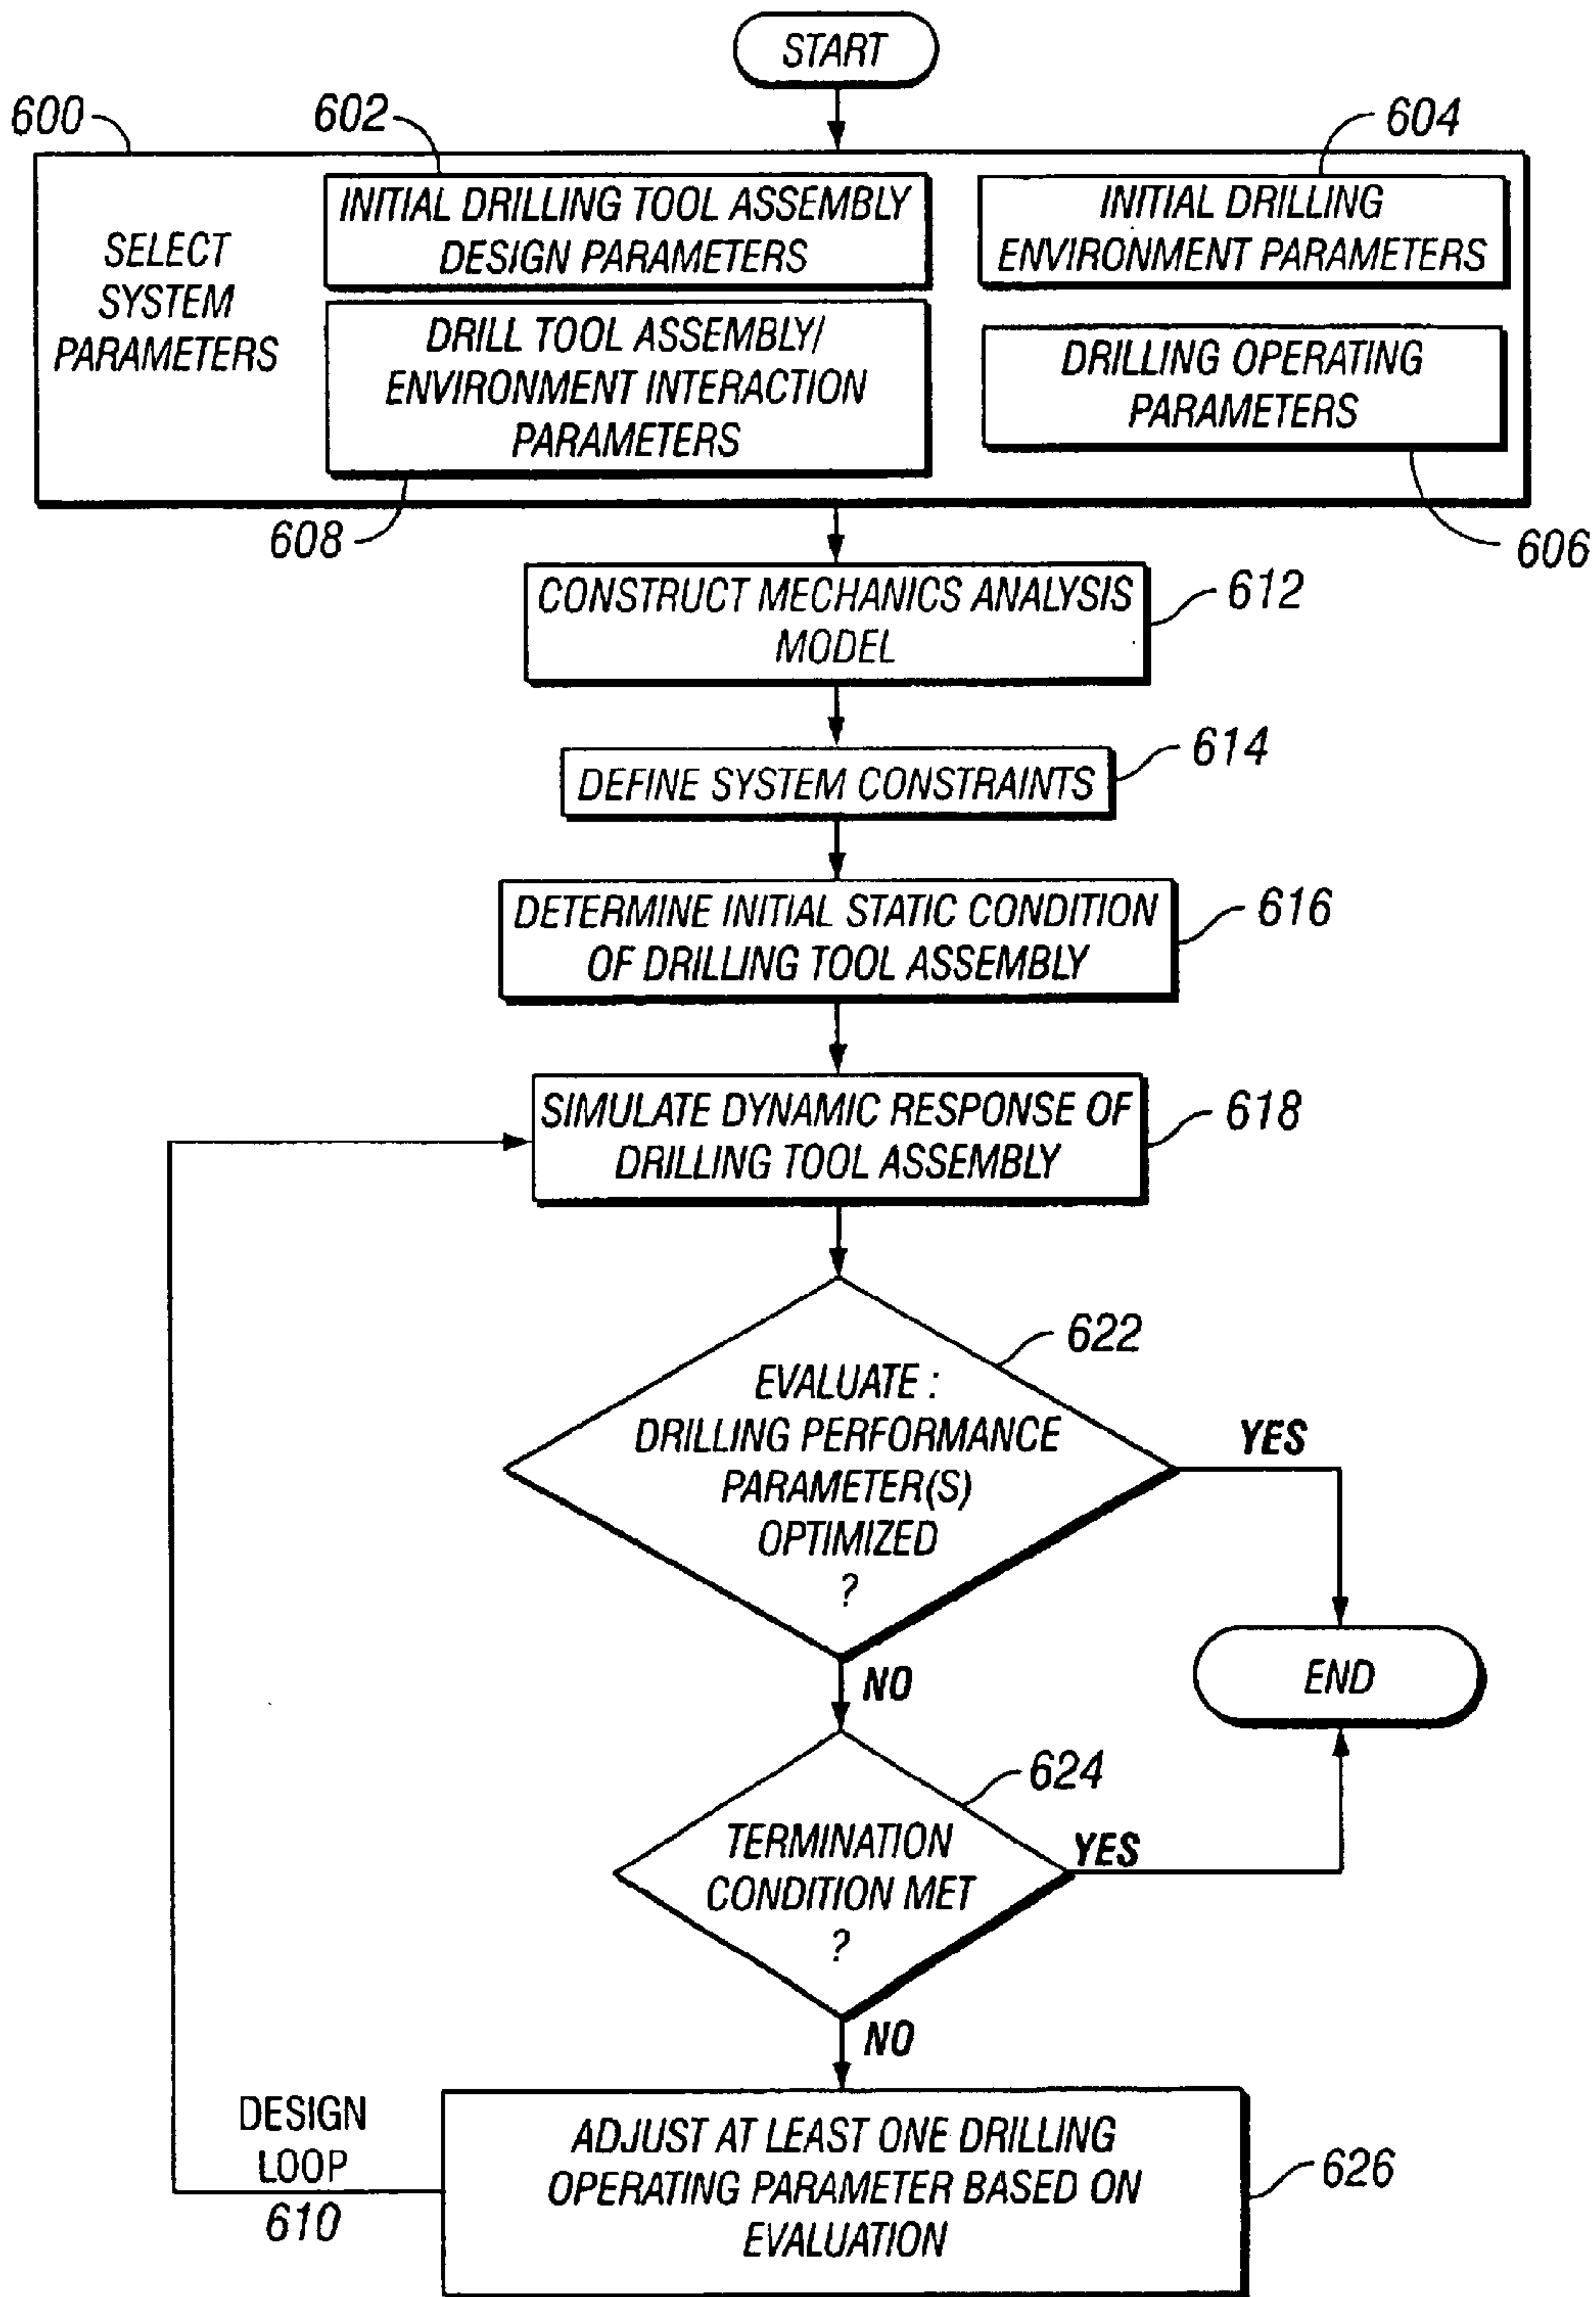 START
600
602
604
SELECT
SYSTEM
PARAMETERS
INITIAL DRILLING TOOL ASSEMBLY
DESIGN PARAMETERS
INITIAL DRILLING
ENVIRONMENT PARAMETERS
DRILL TOOL ASSEMBLY/
ENVIRONMENT INTERACTION
PARAMETERS
DRILLING OPERATING
PARAMETERS
608
606
CONSTRUCT MECHANICS ANALYSIS
MODEL
612
DEFINE SYSTEM CONSTRAINTS
614
DETERMINE INITIAL STATIC CONDITION
OF DRILLING TOOL ASSEMBLY
616
SIMULATE DYNAMIC RESPONSE OF
DRILLING TOOL ASSEMBLY
618
EVALUATE :
DRILLING PERFORMANCE
PARAMETER(S)
OPTIMIZED
?
622
YES
NO
END
TERMINATION
CONDITION MET
?
624
YES
NO
DESIGN
LOOP
610
ADJUST AT LEAST ONE DRILLING
OPERATING PARAMETER BASED ON
EVALUATION
626